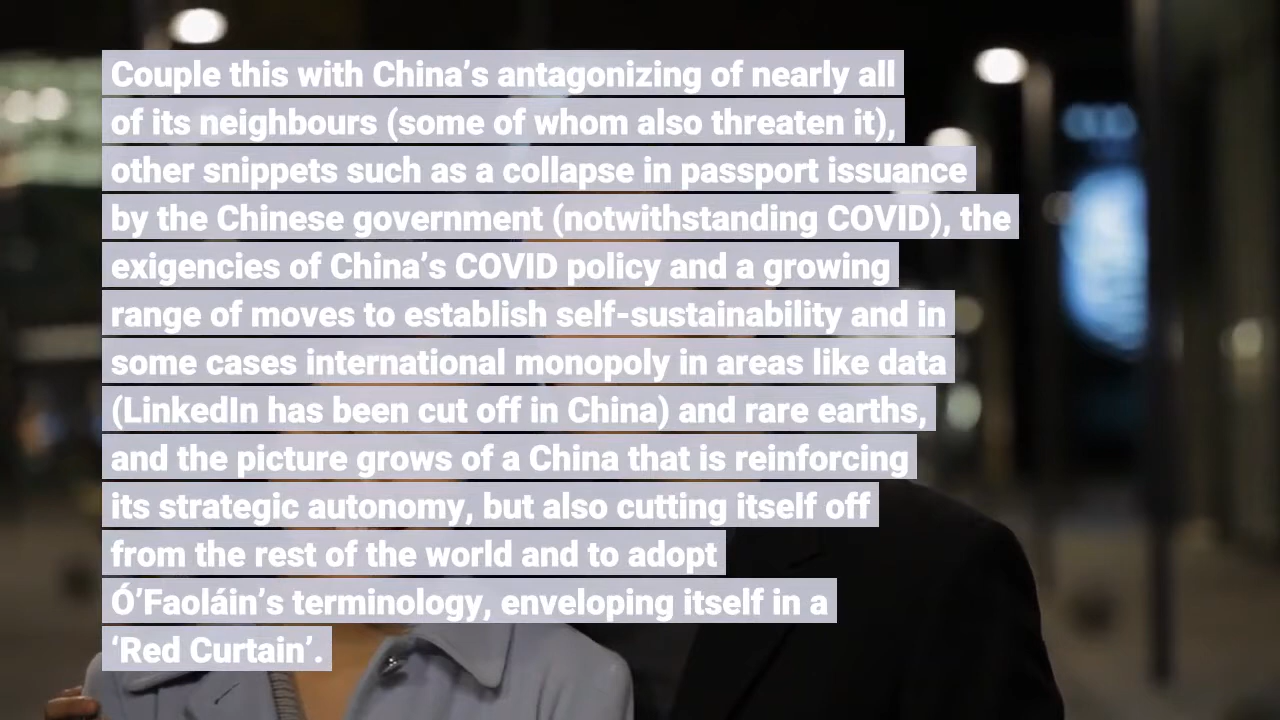 Couple this with China’s antagonizing of nearly all
of its neighbours (some of whom also threaten it),
other snippets such as a collapse in passport issuance
by the Chinese government (notwithstanding COVID), the
exigencies of China’s COVID policy and a growing
range of moves to establish self-sustainability and in
some cases international monopoly in areas like data
(LinkedIn has been cut off in China) and rare earths,
and the picture grows of a China that is reinforcing
its strategic autonomy, but also cutting itself off
from the rest of the world and to adopt
Ó’Faoláin’s terminology, enveloping itself in a
‘Red Curtain’.